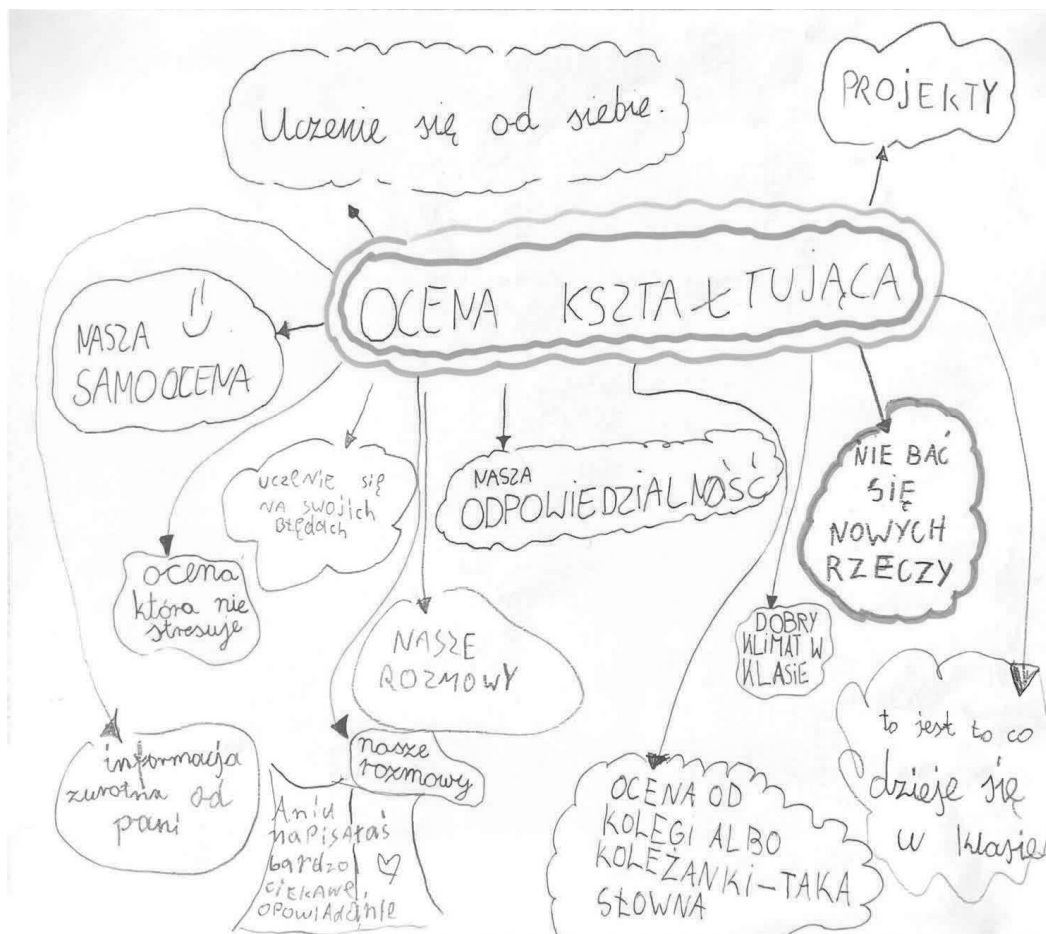 Uczenie się od siebie.
PROJEKTY
OCENA KSZTAŁTUJĄCA
NASZA
SAMOOCENA
uczeNie się
NA SWOjiCH
BŁĘDACH
NASZA
ODPOWIEDZIALNOŚĆ
NIE BAĆ
SIĘ
NOWYCH
RZECZY
ocena
która nie
stresuje
NASZE
ROZMOWY
DOBRY
KLIMAT W
KLASIE
informacja
zwrotna od
pani
nasze
rozmowy
Aniu
napisałaś
bardzo
ciEKAWE
OPOWiADanie
OCENA OD
KOLEGI ALBO
KOLEŻANKI-TAKA
SŁOWNA
to jest to co
dzieje się
w klasie